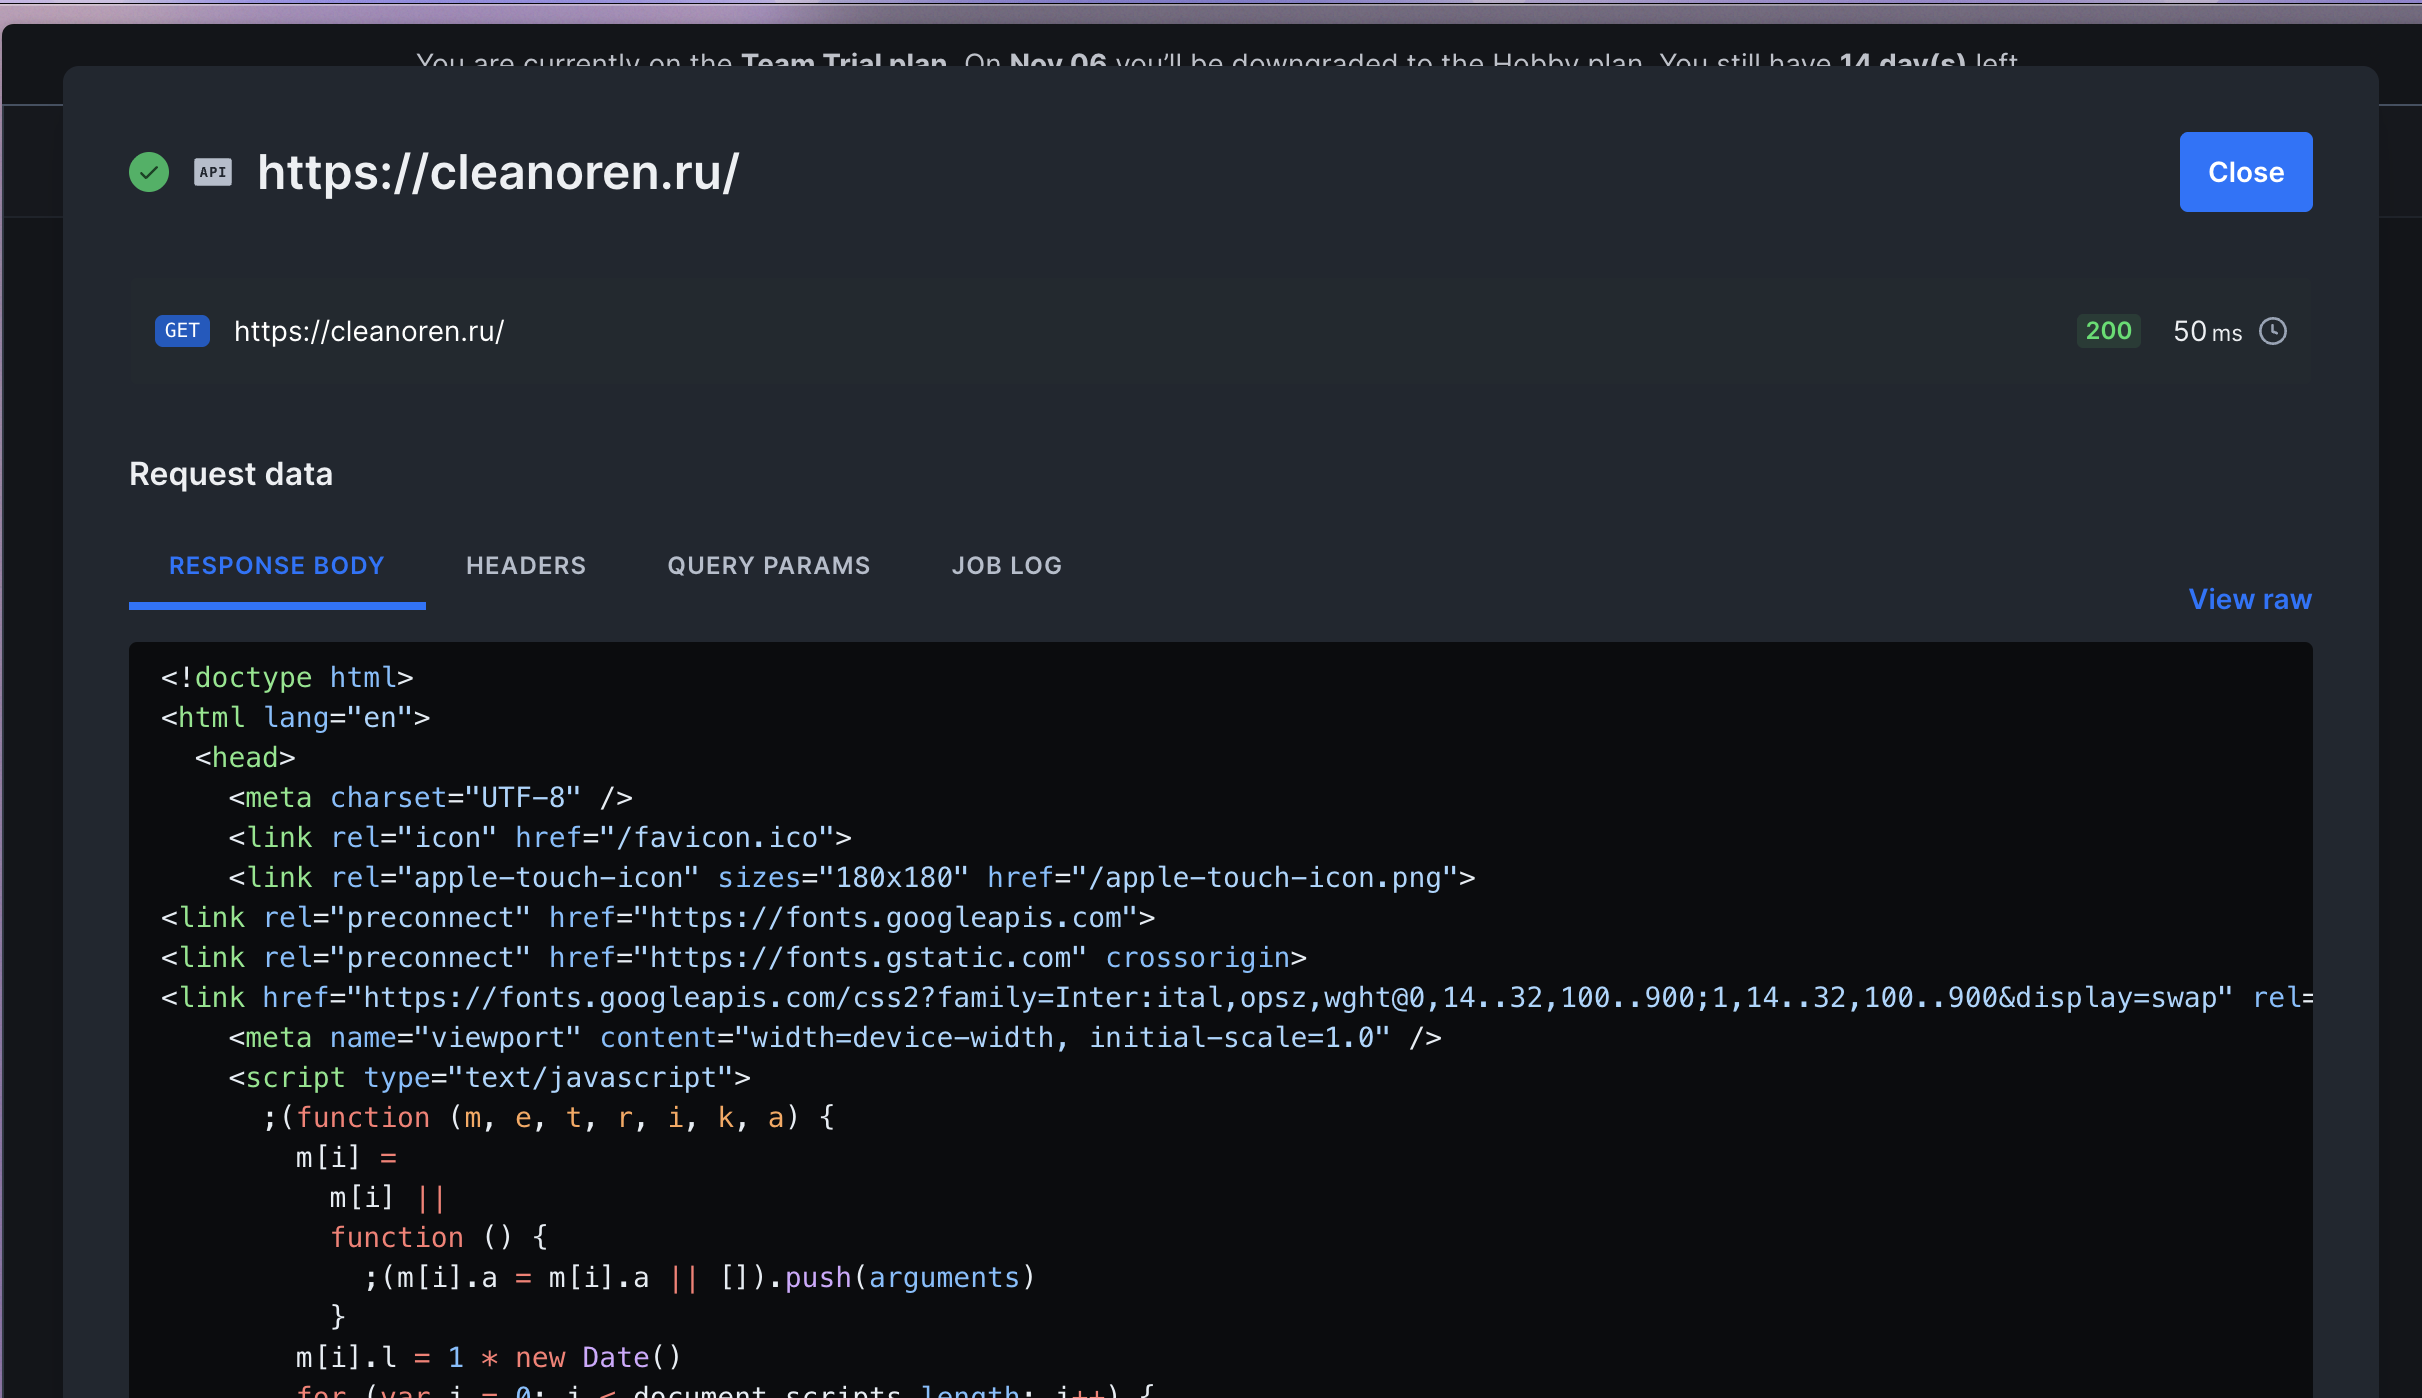 You are currently on the Team Trial plan. On Nov 06 you’ll be downgraded to the Hobby plan. You still have 14 day(s) left
API https://cleanoren.ru/
Close
GET https://cleanoren.ru/ 200 50 ms
Request data
RESPONSE BODY HEADERS QUERY PARAMS JOB LOG
View raw
<!doctype html>
<html lang="en">
  <head>
    <meta charset="UTF-8" />
    <link rel="icon" href="/favicon.ico">
    <link rel="apple-touch-icon" sizes="180x180" href="/apple-touch-icon.png">
<link rel="preconnect" href="https://fonts.googleapis.com">
<link rel="preconnect" href="https://fonts.gstatic.com" crossorigin>
<link href="https://fonts.googleapis.com/css2?family=Inter:ital,opsz,wght@0,14..32,100..900;1,14..32,100..900&display=swap" rel=
    <meta name="viewport" content="width=device-width, initial-scale=1.0" />
    <script type="text/javascript">
      ;(function (m, e, t, r, i, k, a) {
        m[i] =
          m[i] ||
          function () {
            ;(m[i].a = m[i].a || []).push(arguments)
          }
        m[i].l = 1 * new Date()
        for (var j = 0; j < document.scripts.length; j++) {